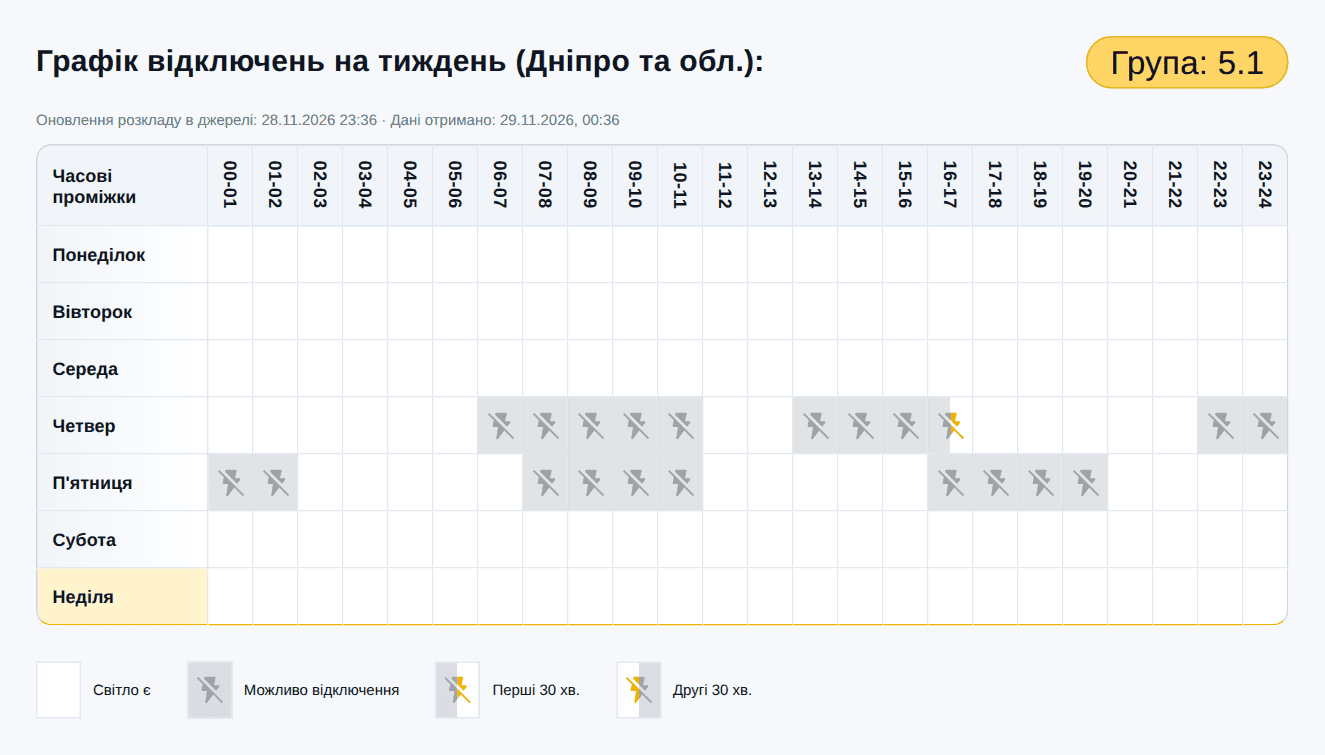 Графік відключень на тиждень (Дніпро та обл.):
Група: 5.1
Оновлення розкладу в джерелі: 28.11.2026 23:36 · Дані отримано: 29.11.2026, 00:36
Часові
проміжки
00-01
01-02
02-03
03-04
04-05
05-06
06-07
07-08
08-09
09-10
10-11
11-12
12-13
13-14
14-15
15-16
16-17
17-18
18-19
19-20
20-21
21-22
22-23
23-24
Понеділок
Вівторок
Середа
Четвер
П'ятниця
Субота
Неділя
Світло є
Можливо відключення
Перші 30 хв.
Другі 30 хв.